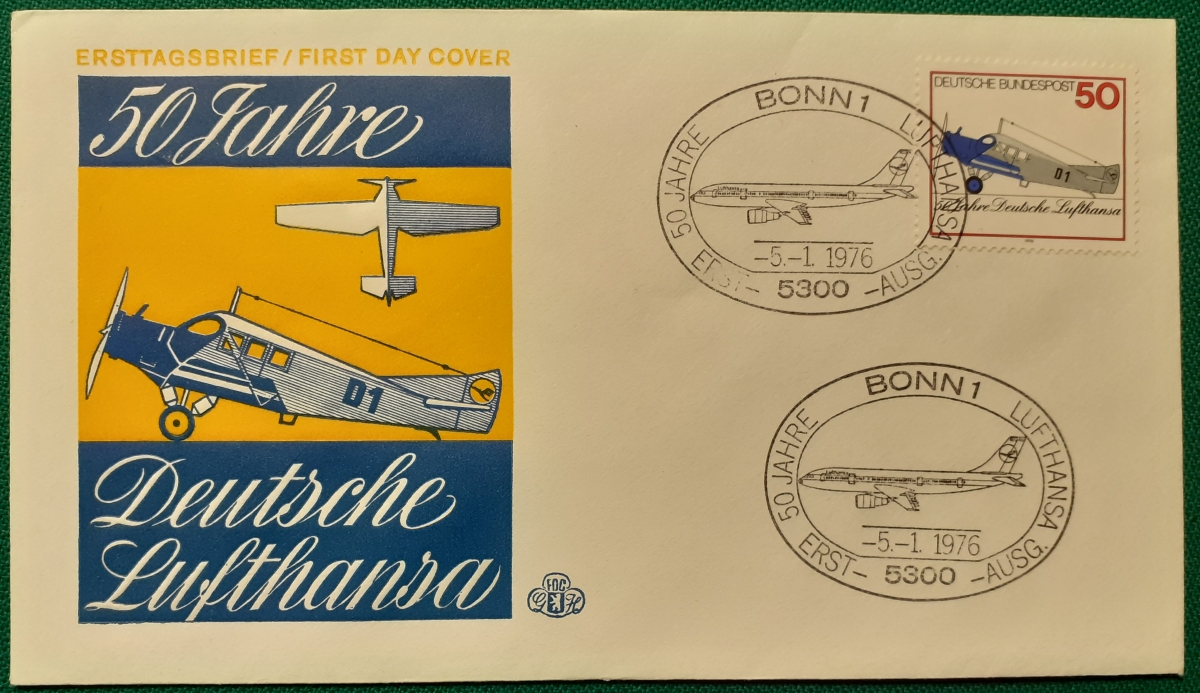 ERSTTAGSBRIEF / FIRST DAY COVER
50 Jahre
D1
Deutsche
Lufthansa
FDC
G H
DEUTSCHE BUNDESPOST 50
D1
50 Jahre Deutsche Lufthansa
BONN 1
50 JAHRE LUFTHANSA
-5.-1. 1976
ERST- 5300 -AUSG.
BONN 1
50 JAHRE LUFTHANSA
-5.-1. 1976
ERST- 5300 -AUSG.